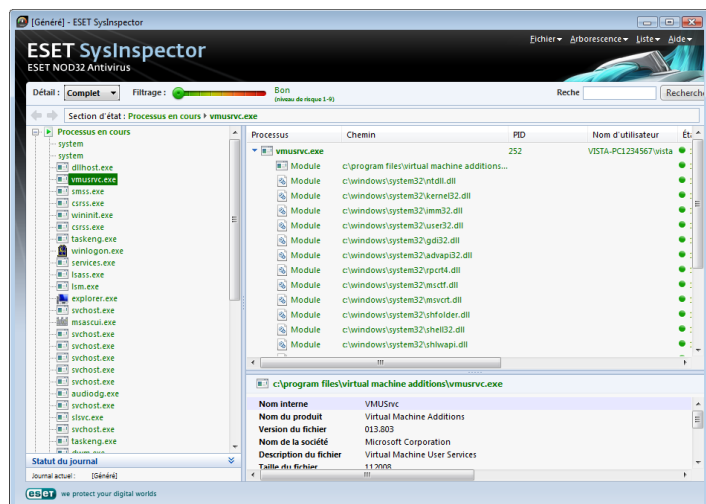 [Généré] - ESET SysInspector
ESET SysInspector
ESET NOD32 Antivirus
Fichier Arborescence Liste Aide
Détail : Complet Filtrage : Bon
(niveau de risque 1-9)
Reche Recherche
Section d'état : Processus en cours vmusrvc.exe
Processus en cours
system
system
dllhost.exe
vmusrvc.exe
smss.exe
csrss.exe
wininit.exe
csrss.exe
taskeng.exe
winlogon.exe
services.exe
lsass.exe
lsm.exe
explorer.exe
svchost.exe
msascui.exe
svchost.exe
svchost.exe
svchost.exe
svchost.exe
audiodg.exe
svchost.exe
slsvc.exe
svchost.exe
taskeng.exe
Statut du journal
Journal actuel : [Généré]
Processus Chemin PID Nom d'utilisateur Ét
vmusrvc.exe 252 VISTA-PC1234567\vista
Module c:\program files\virtual machine additions...
Module c:\windows\system32\ntdll.dll
Module c:\windows\system32\kernel32.dll
Module c:\windows\system32\imm32.dll
Module c:\windows\system32\user32.dll
Module c:\windows\system32\gdi32.dll
Module c:\windows\system32\advapi32.dll
Module c:\windows\system32\rpcrt4.dll
Module c:\windows\system32\msctf.dll
Module c:\windows\system32\msvcrt.dll
Module c:\windows\system32\shfolder.dll
Module c:\windows\system32\shell32.dll
Module c:\windows\system32\shlwapi.dll
c:\program files\virtual machine additions\vmusrvc.exe
Nom interne VMUSrvc
Nom du produit Virtual Machine Additions
Version du fichier 013.803
Nom de la société Microsoft Corporation
Description du fichier Virtual Machine User Services
Taille du fichier 112008
eset we protect your digital worlds